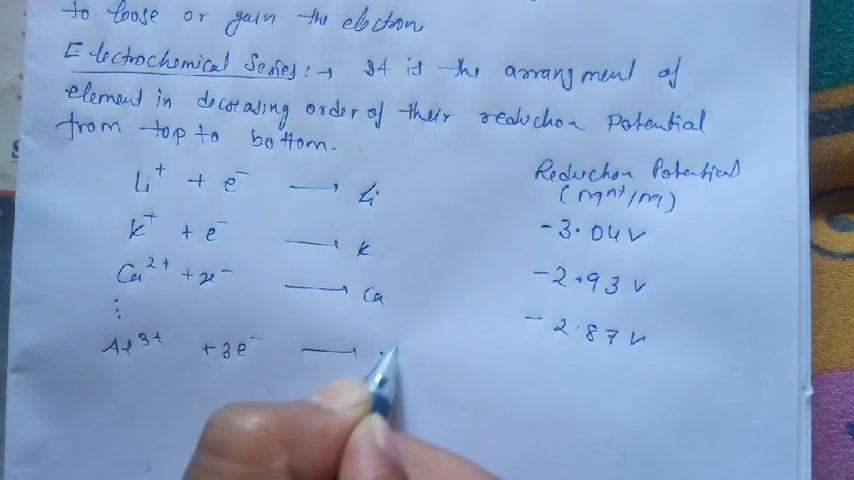 to loose or gain the electron
Electrochemical Series:→ It is the arrangment of
element in decreasing order of their reduction Potential
from top to bottom.
Reduction Potential
(Mn+/M)
Li+ + e- → Li
-3.04V
K+ + e- → K
-2.93V
Ca2+ + 2e- → Ca
-2.87V
⋮
Al3+ + 3e- →